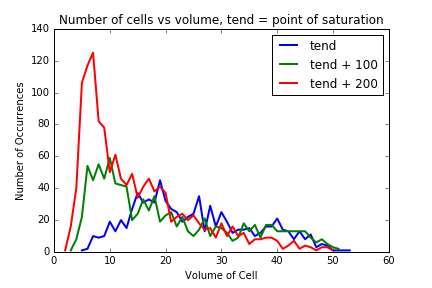 Number of cells vs volume, tend = point of saturation
140
120
100
80
60
40
20
0
Number of Occurrences
tend
tend + 100
tend + 200
0 10 20 30 40 50 60
Volume of Cell